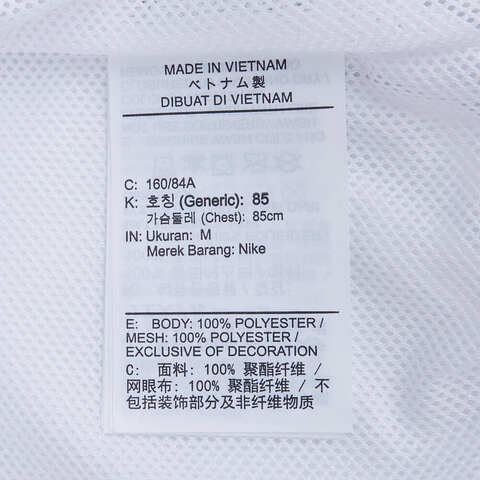 MADE IN VIETNAM
ベトナム製
DIBUAT DI VIETNAM
C: 160/84A
K: 호칭 (Generic): 85
가슴둘레 (Chest): 85cm
IN: Ukuran: M
Merek Barang: Nike
E: BODY: 100% POLYESTER /
MESH: 100% POLYESTER /
EXCLUSIVE OF DECORATION
C: 面料: 100% 聚酯纤维 /
网眼布: 100% 聚酯纤维 / 不
包括装饰部分及非纤维物质